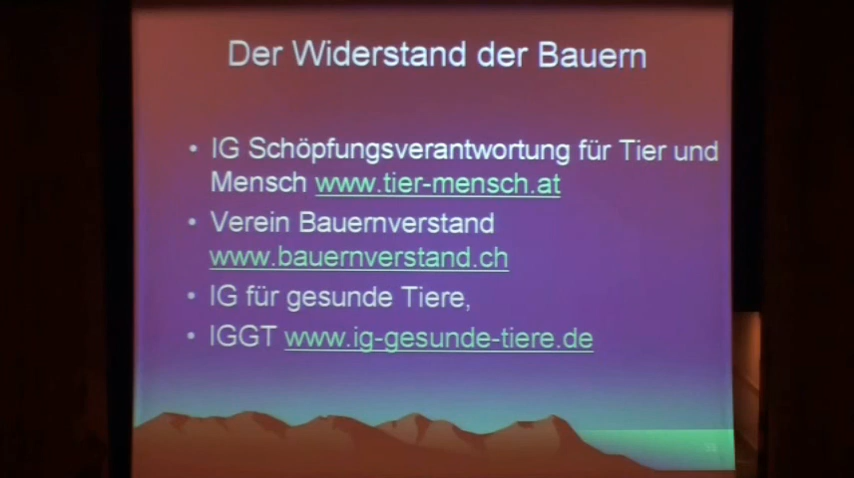 Der Widerstand der Bauern
• IG Schöpfungsverantwortung für Tier und
Mensch www.tier-mensch.at
• Verein Bauernverstand
www.bauernverstand.ch
• IG für gesunde Tiere,
• IGGT www.ig-gesunde-tiere.de